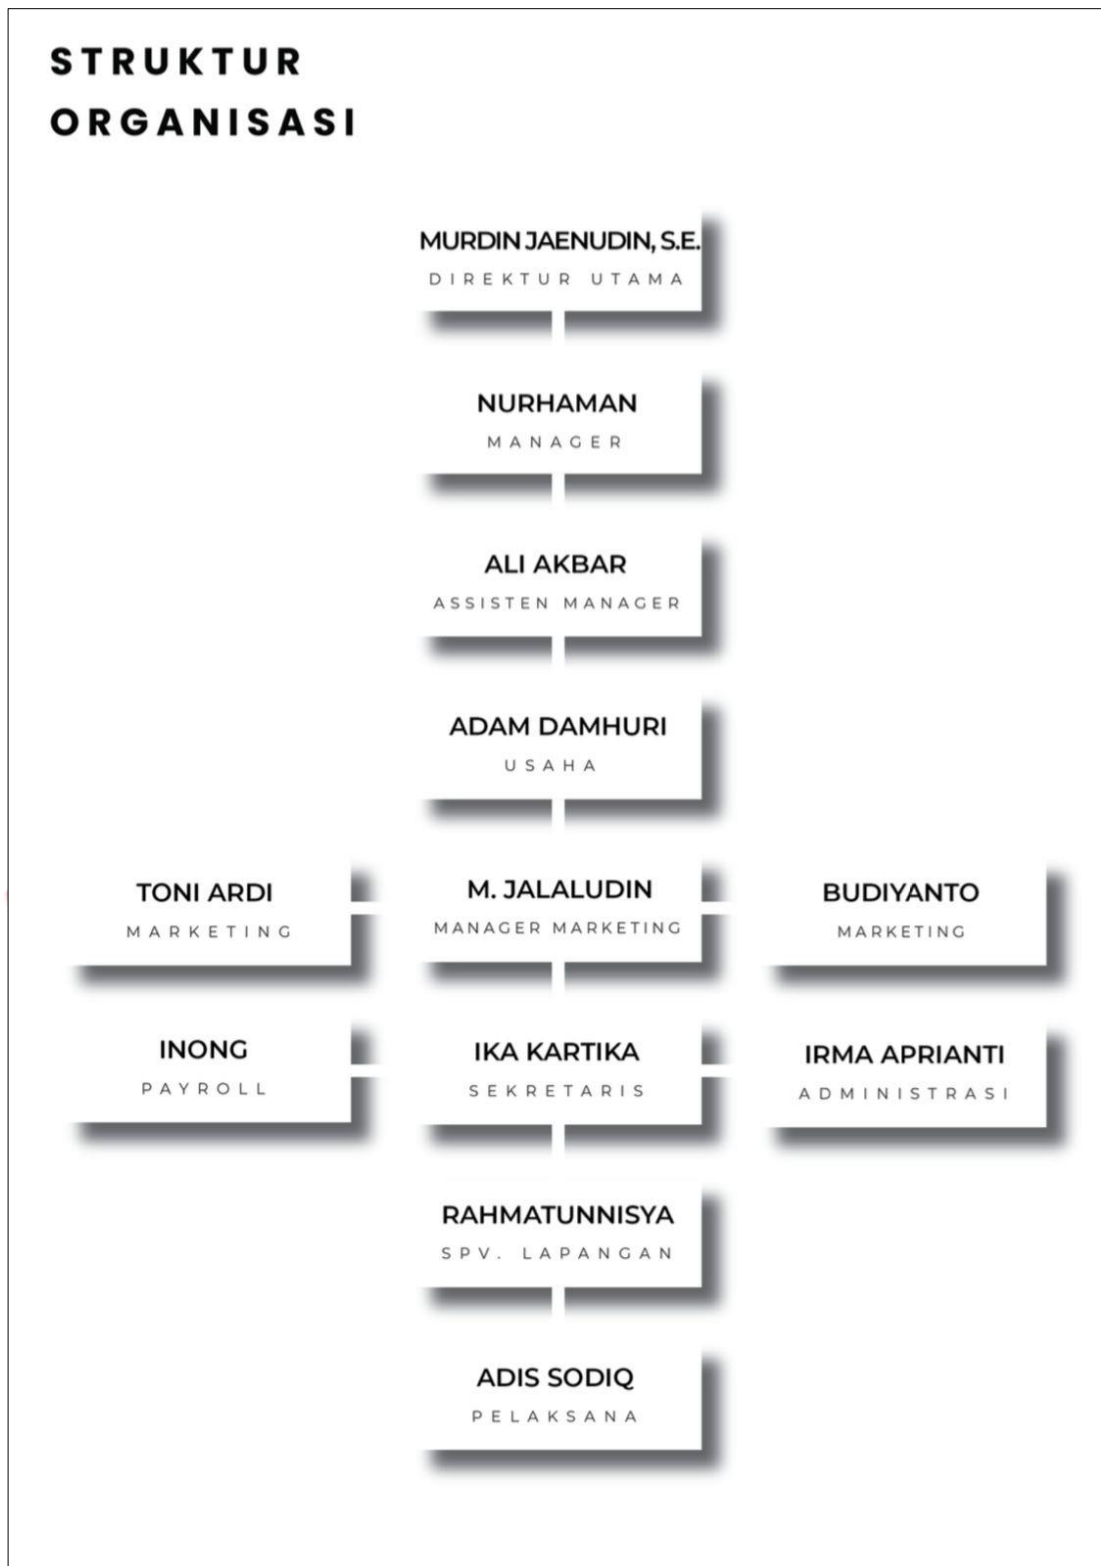 STRUKTUR
ORGANISASI
MURDIN JAENUDIN, S.E.
DIREKTUR UTAMA
NURHAMAN
MANAGER
ALI AKBAR
ASSISTEN MANAGER
ADAM DAMHURI
USAHA
TONI ARDI
MARKETING
M. JALALUDIN
MANAGER MARKETING
BUDIYANTO
MARKETING
INONG
PAYROLL
IKA KARTIKA
SEKRETARIS
IRMA APRIANTI
ADMINISTRASI
RAHMATUNNISYA
SPV. LAPANGAN
ADIS SODIQ
PELAKSANA